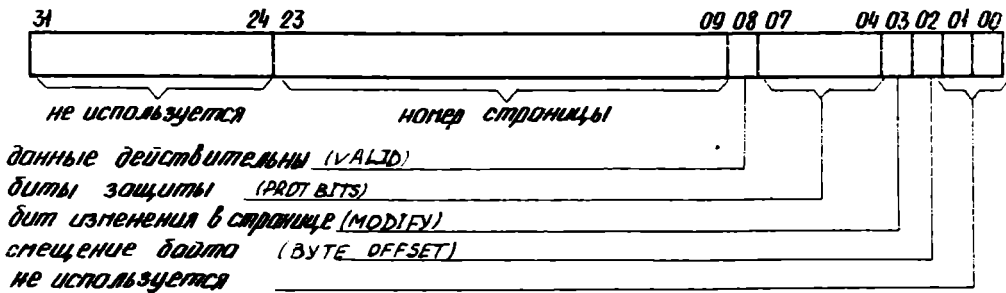 31 24 23 09 08 07 04 03 02 01 00
не используется номер страницы
данные действительны (VALID)
биты защиты (PROT BITS)
бит изменения в странице (MODIFY)
смещение байта (BYTE OFFSET)
не используется